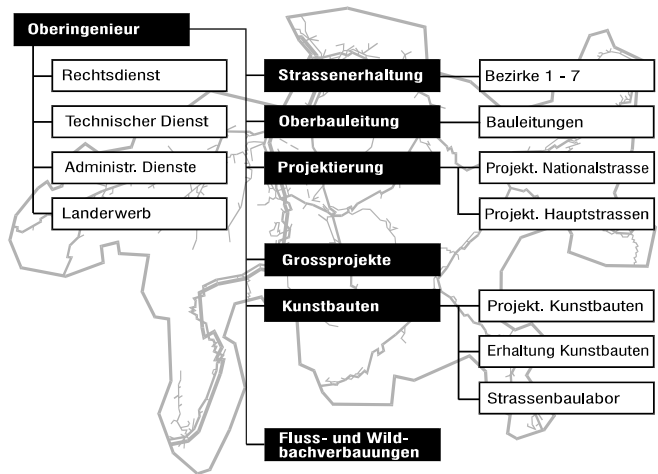 Oberingenieur
Rechtsdienst
Technischer Dienst
Administr. Dienste
Landerwerb
Strassenerhaltung
Bezirke 1 - 7
Oberbauleitung
Bauleitungen
Projektierung
Projekt. Nationalstrasse
Projekt. Hauptstrassen
Grossprojekte
Kunstbauten
Projekt. Kunstbauten
Erhaltung Kunstbauten
Strassenbaulabor
Fluss- und Wild-
bachverbauungen